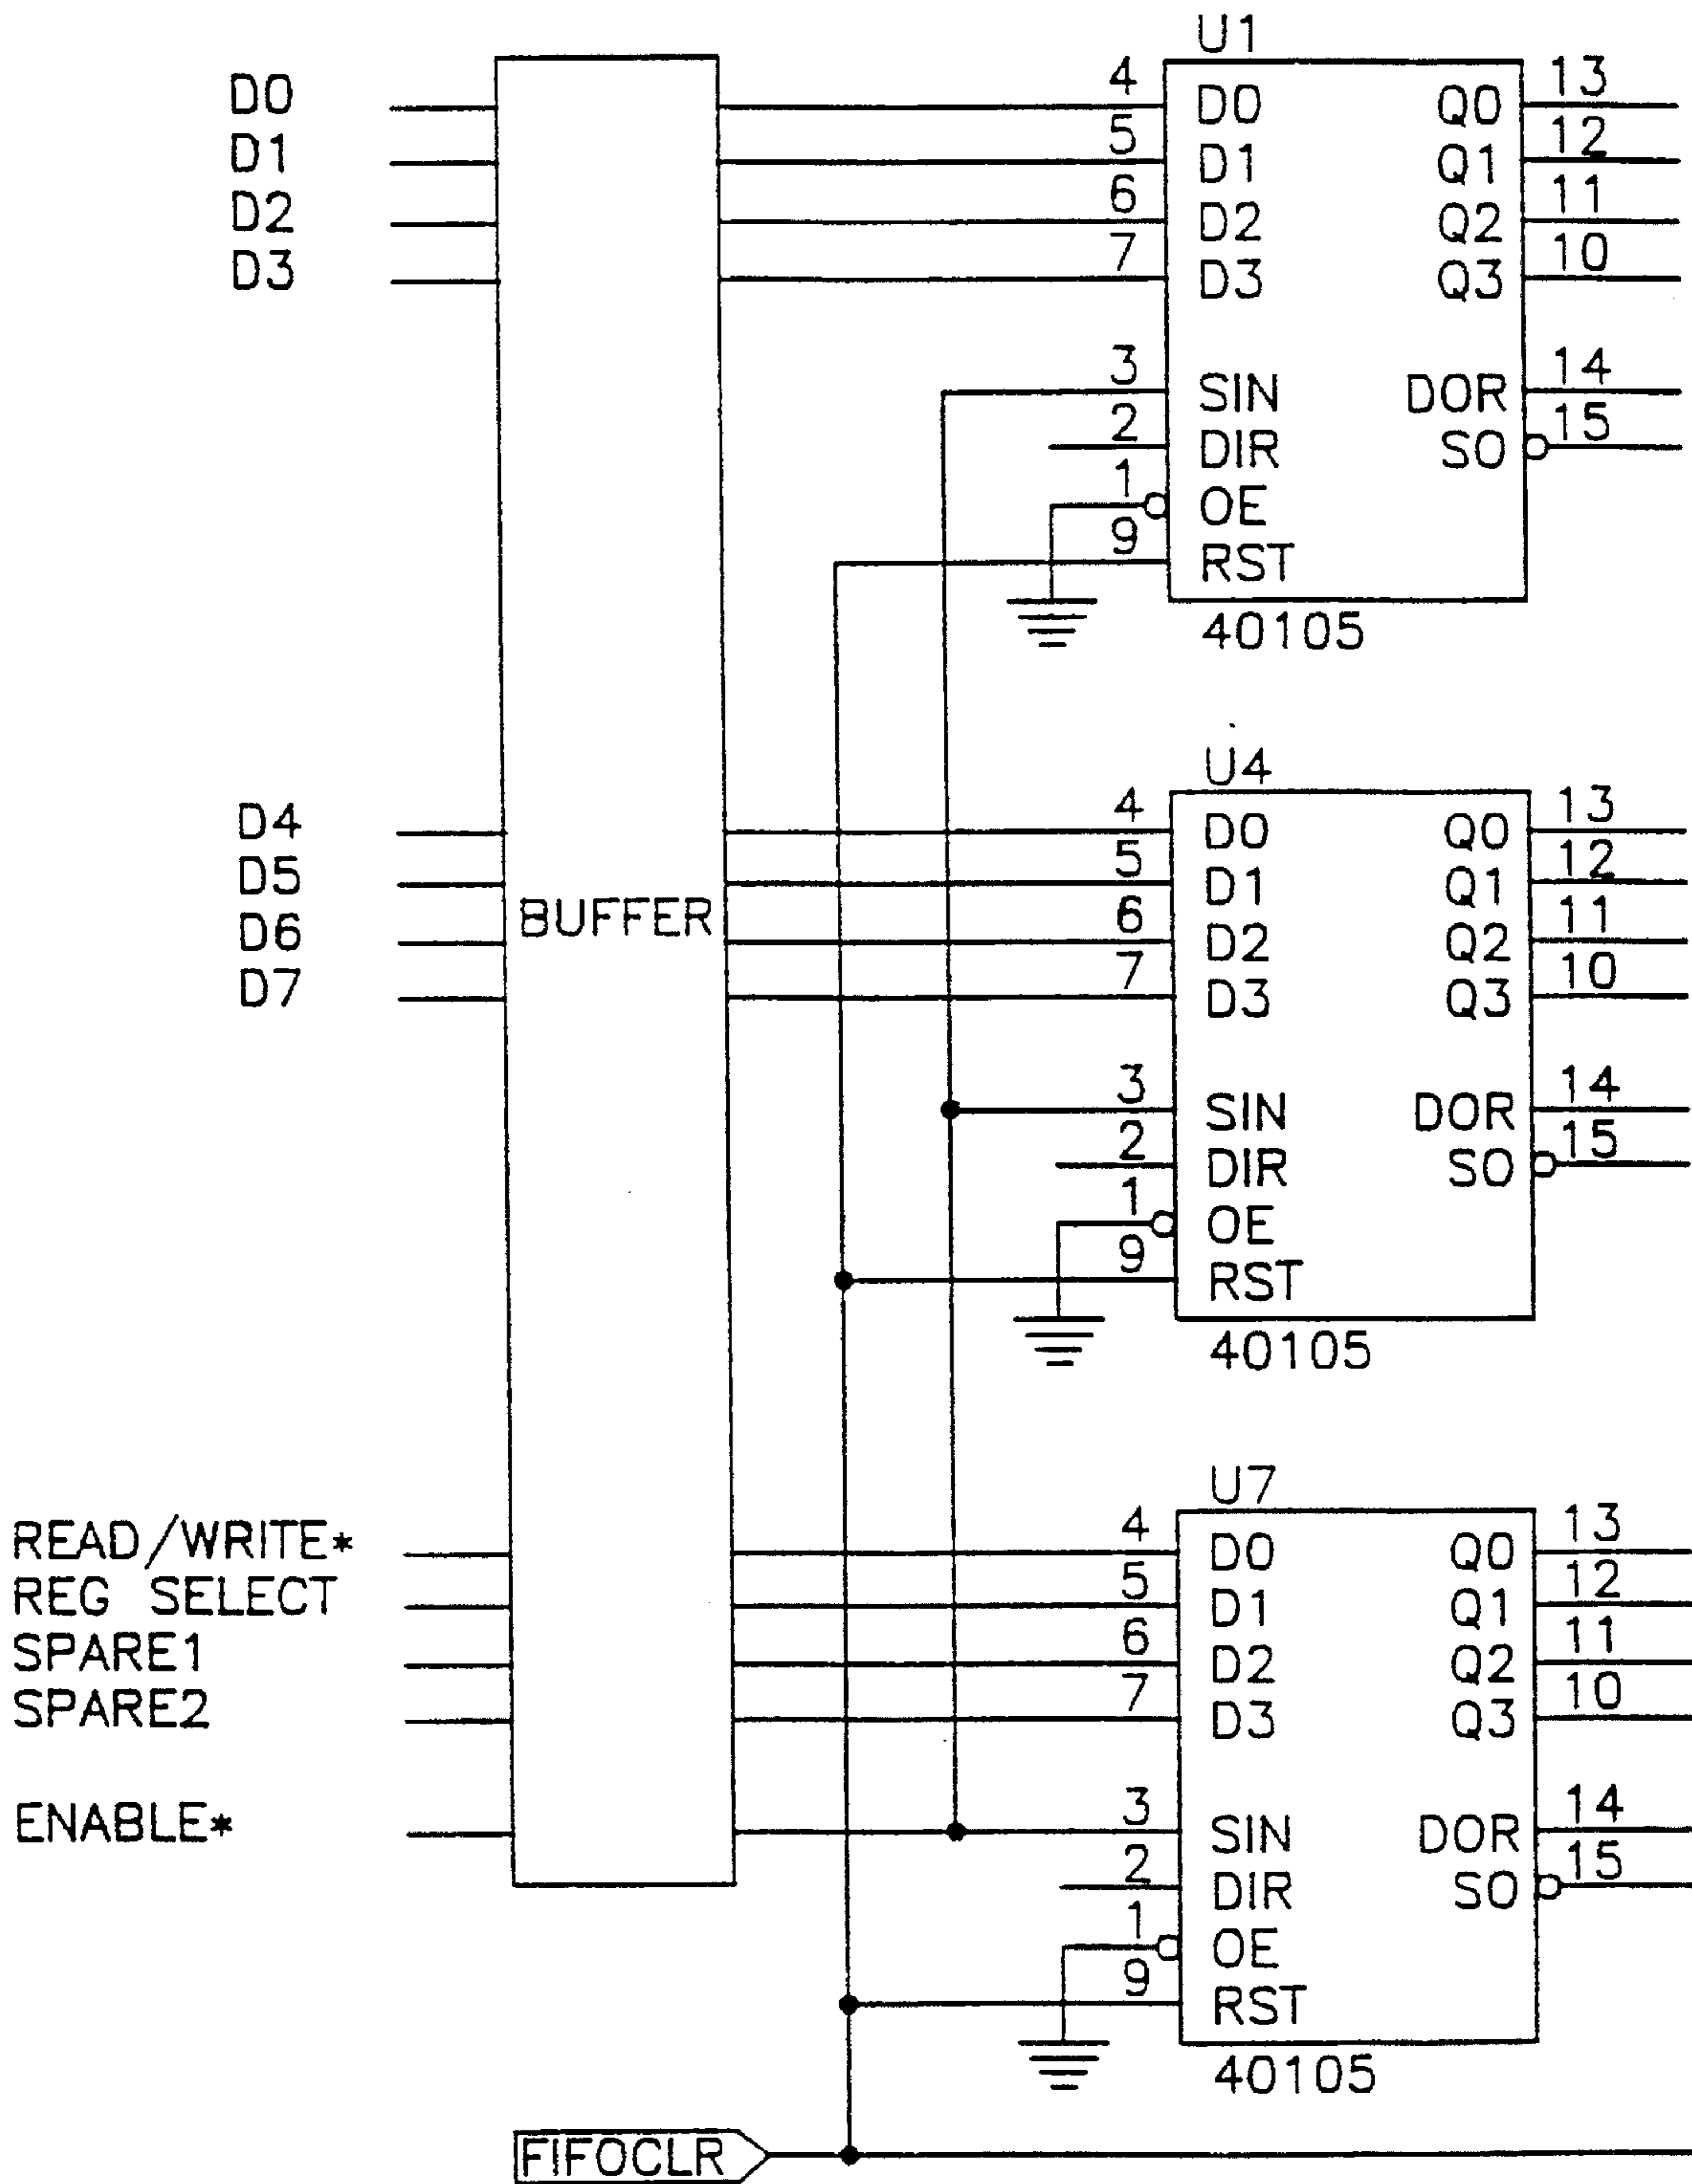 U1
D0
D1
D2
D3
4 D0 Q0 13
5 D1 Q1 12
6 D2 Q2 11
7 D3 Q3 10
3 SIN DOR 14
2 DIR SO 15
1 OE
9 RST
40105
U4
D4
D5
D6
D7
BUFFER
4 D0 Q0 13
5 D1 Q1 12
6 D2 Q2 11
7 D3 Q3 10
3 SIN DOR 14
2 DIR SO 15
1 OE
9 RST
40105
U7
READ/WRITE*
REG SELECT
SPARE1
SPARE2
ENABLE*
4 D0 Q0 13
5 D1 Q1 12
6 D2 Q2 11
7 D3 Q3 10
3 SIN DOR 14
2 DIR SO 15
1 OE
9 RST
40105
FIFOCLR